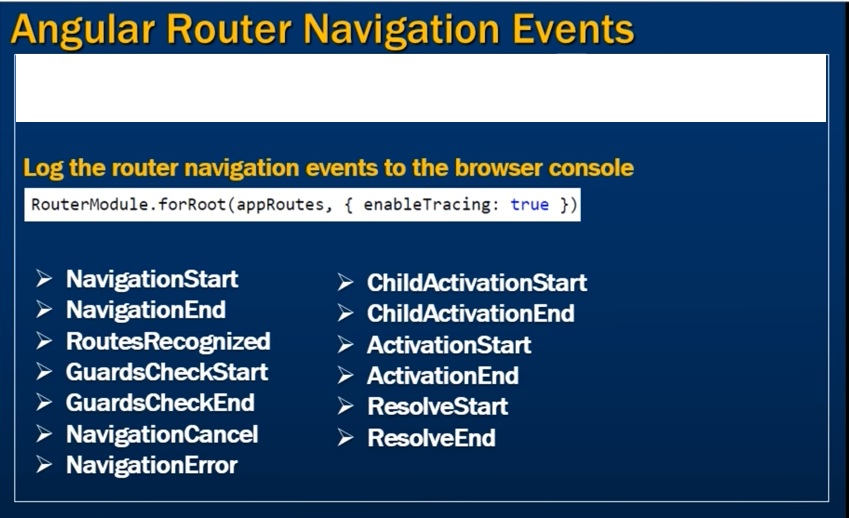 Angular Router Navigation Events
Log the router navigation events to the browser console
RouterModule.forRoot(appRoutes, { enableTracing: true })
NavigationStart
NavigationEnd
RoutesRecognized
GuardsCheckStart
GuardsCheckEnd
NavigationCancel
NavigationError
ChildActivationStart
ChildActivationEnd
ActivationStart
ActivationEnd
ResolveStart
ResolveEnd